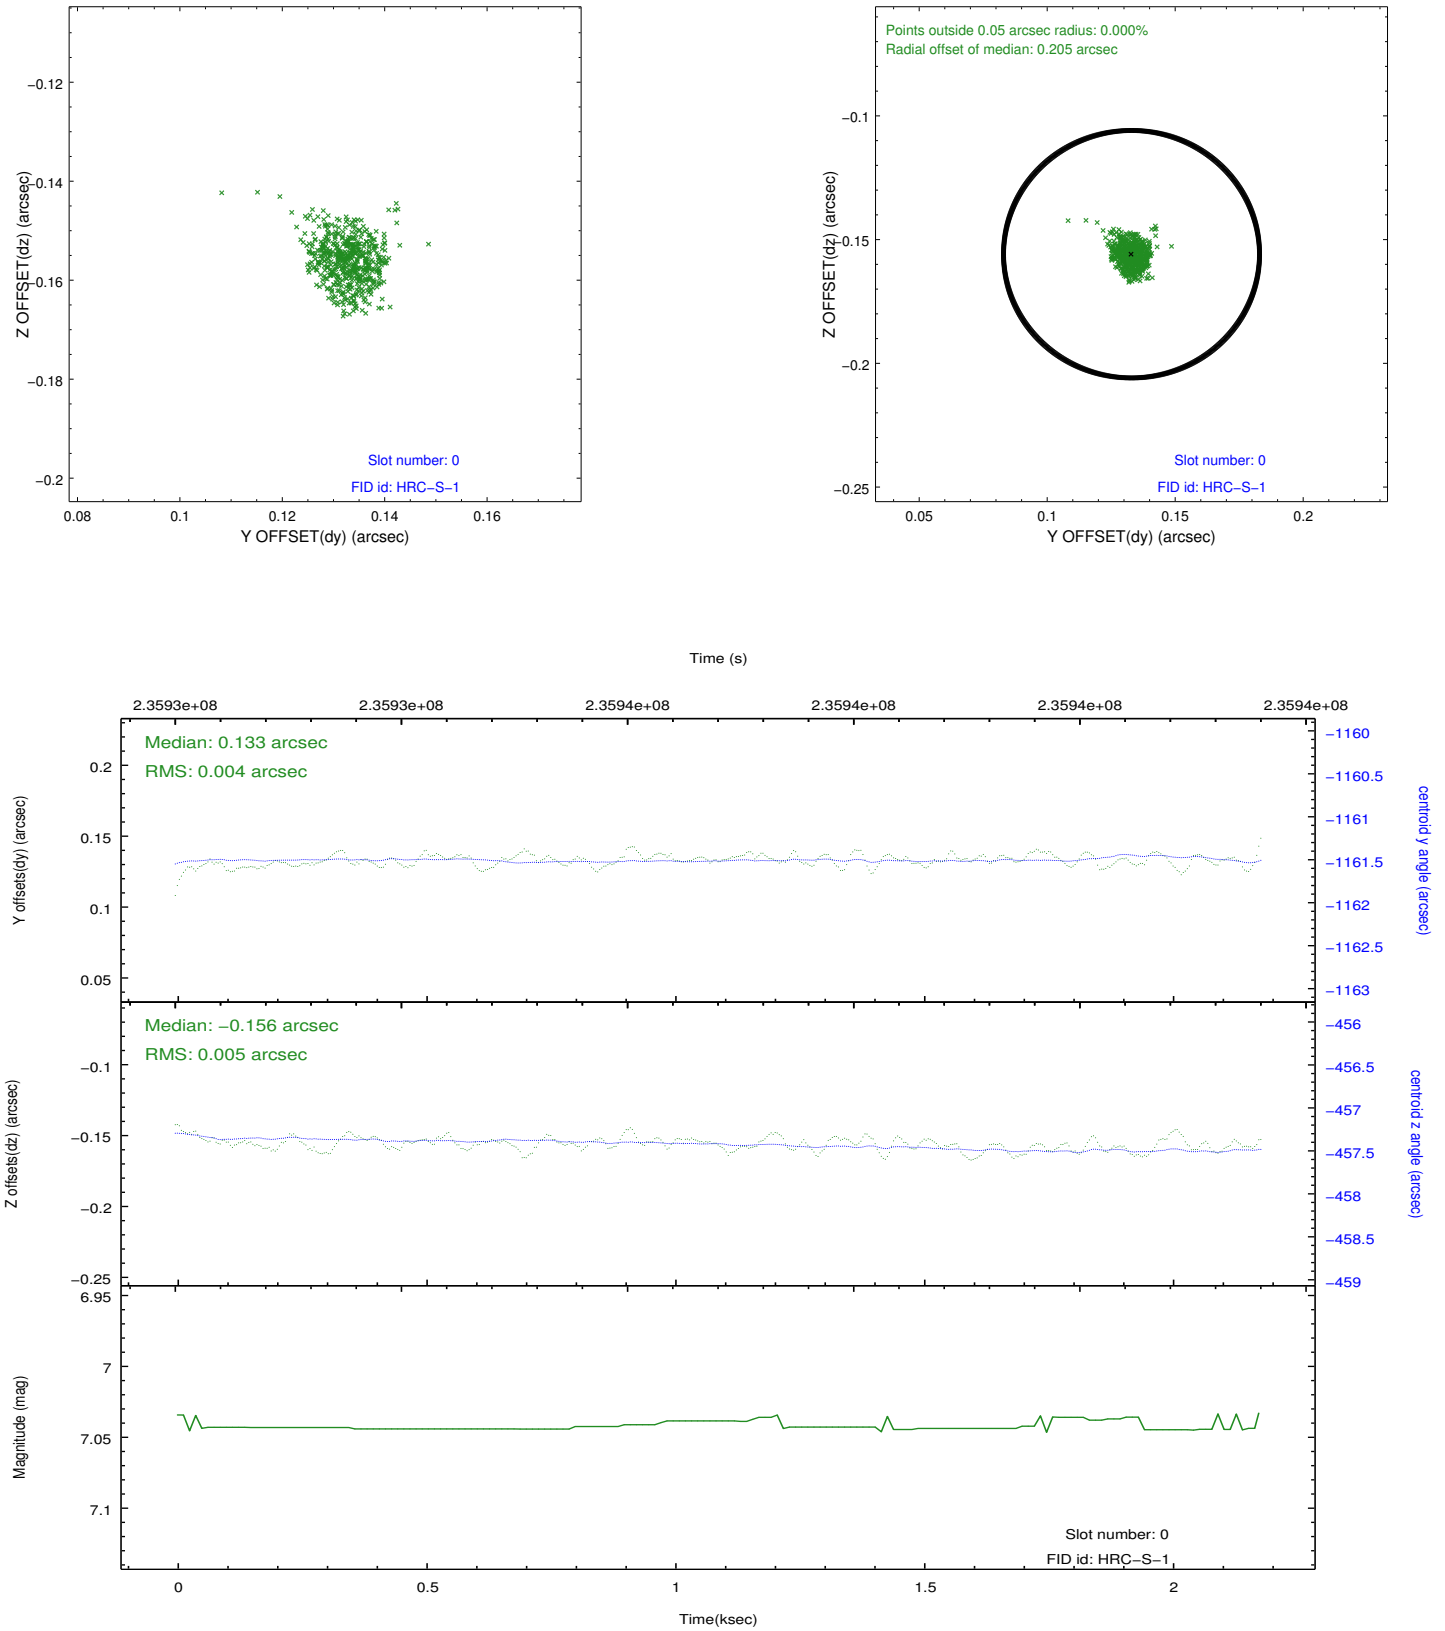 −0.12
−0.14
−0.16
−0.18
−0.2
Z OFFSET(dz) (arcsec)
Slot number: 0
FID id: HRC−S−1
0.08 0.1 0.12 0.14 0.16
Y OFFSET(dy) (arcsec)
Points outside 0.05 arcsec radius: 0.000%
Radial offset of median: 0.205 arcsec
−0.1
−0.15
−0.2
−0.25
Z OFFSET(dz) (arcsec)
Slot number: 0
FID id: HRC−S−1
0.05 0.1 0.15 0.2
Y OFFSET(dy) (arcsec)
Time (s)
2.3593e+08 2.3593e+08 2.3594e+08 2.3594e+08 2.3594e+08 2.3594e+08
Median: 0.133 arcsec
RMS: 0.004 arcsec
0.2
0.15
0.1
0.05
Y offsets(dy) (arcsec)
−1160
−1160.5
−1161
−1161.5
−1162
−1162.5
−1163
centroid y angle (arcsec)
Median: −0.156 arcsec
RMS: 0.005 arcsec
−0.1
−0.15
−0.2
−0.25
Z offsets(dz) (arcsec)
−456
−456.5
−457
−457.5
−458
−458.5
−459
centroid z angle (arcsec)
6.95
7
7.05
7.1
Magnitude (mag)
Slot number: 0
FID id: HRC−S−1
0 0.5 1 1.5 2
Time(ksec)